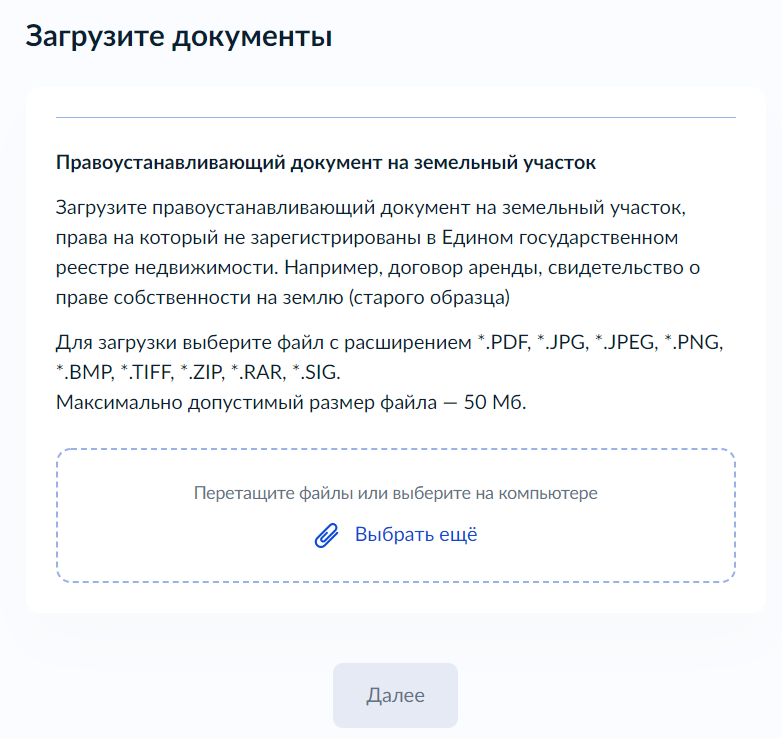 Загрузите документы
Правоустанавливающий документ на земельный участок
Загрузите правоустанавливающий документ на земельный участок,
права на который не зарегистрированы в Едином государственном
реестре недвижимости. Например, договор аренды, свидетельство о
праве собственности на землю (старого образца)
Для загрузки выберите файл с расширением *.PDF, *.JPG, *.JPEG, *.PNG,
*.BMP, *.TIFF, *.ZIP, *.RAR, *.SIG.
Максимально допустимый размер файла — 50 Мб.
Перетащите файлы или выберите на компьютере
Выбрать ещё
Далее